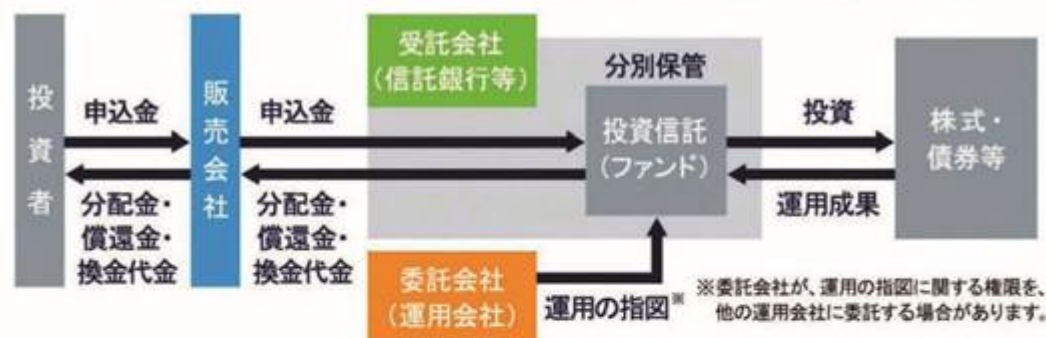 投資者
申込金
分配金・
償還金・
換金代金
販売会社
申込金
分配金・
償還金・
換金代金
受託会社
(信託銀行等)
分別保管
投資信託
(ファンド)
委託会社
(運用会社)
運用の指図※
投資
運用成果
株式・
債券等
※委託会社が、運用の指図に関する権限を、
他の運用会社に委託する場合があります。